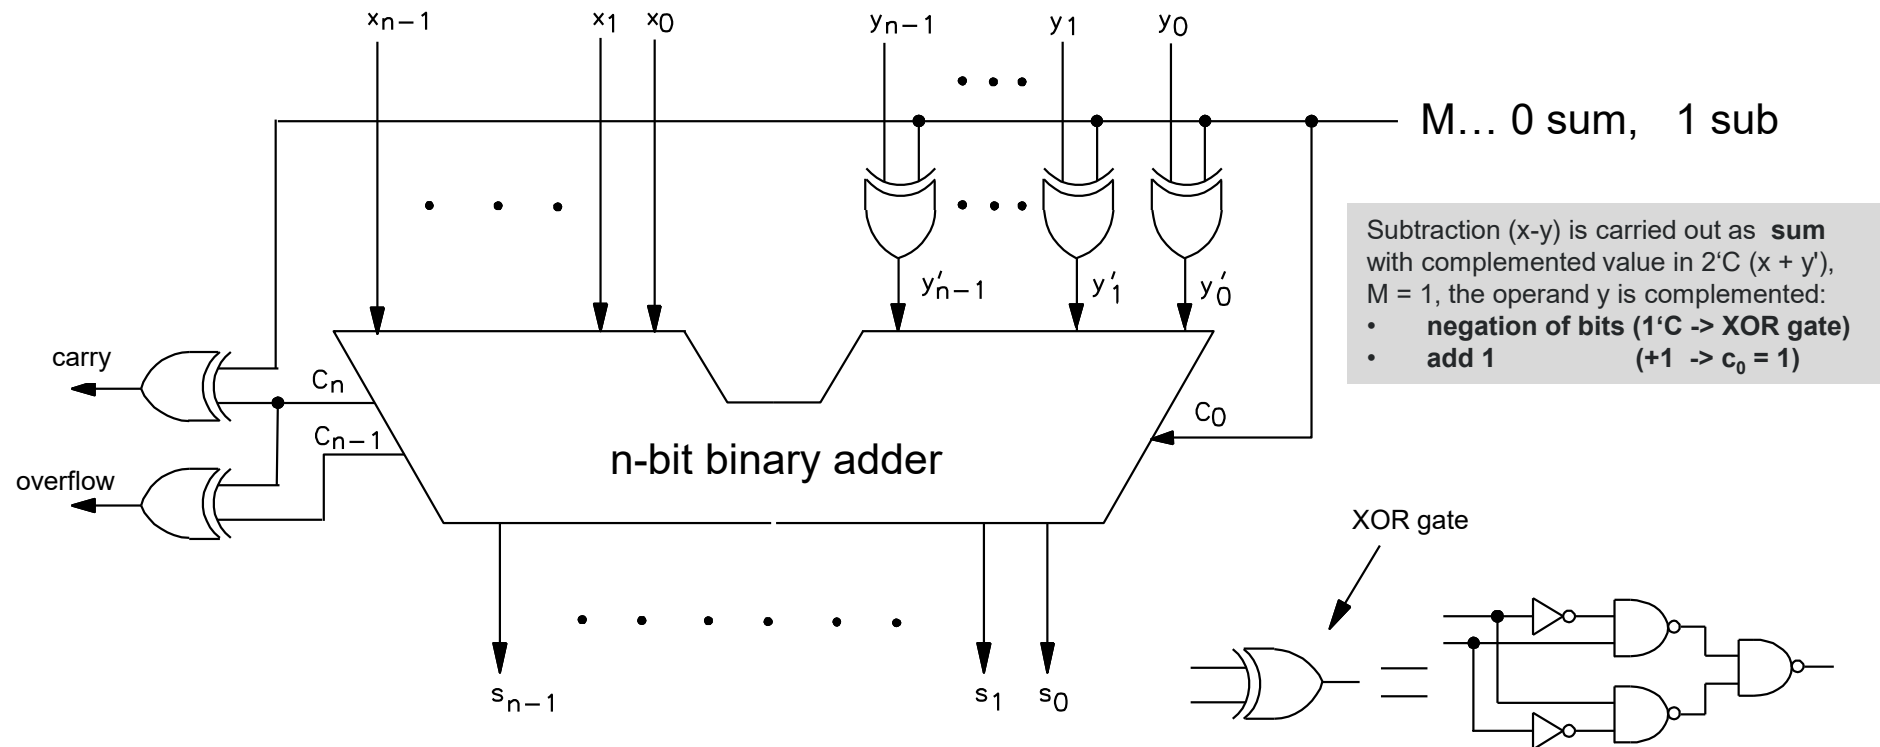 xn-1 x1 x0 yn-1 y1 y0
M... 0 sum, 1 sub
Subtraction (x-y) is carried out as sum
with complemented value in 2‘C (x + y'),
M = 1, the operand y is complemented:
• negation of bits (1‘C -> XOR gate)
• add 1 (+1 -> c0 = 1)
y'n-1 y'1 y'0
carry
Cn
C0
Cn-1
n-bit binary adder
overflow
XOR gate
sn-1 s1 s0